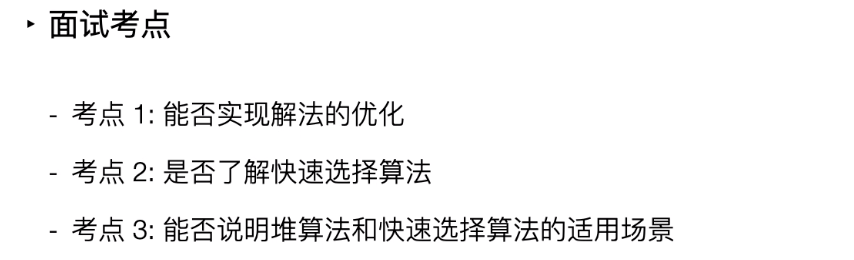 ‣ 面试考点
- 考点 1: 能否实现解法的优化
- 考点 2: 是否了解快速选择算法
- 考点 3: 能否说明堆算法和快速选择算法的适用场景